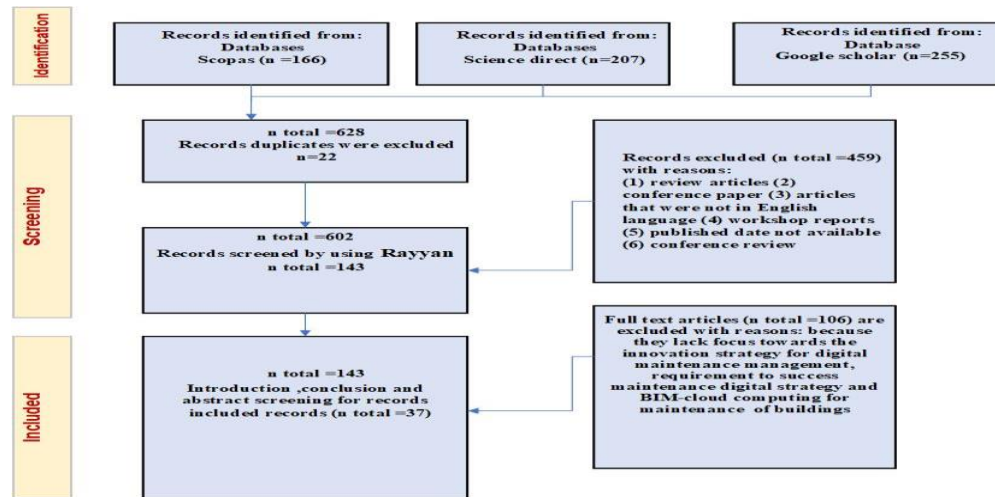 Identification
Records identified from:
Databases
Scopas (n =166)
Records identified from:
Databases
Science direct (n=207)
Records identified from:
Database
Google scholar (n=255)
Screening
n total =628
Records duplicates were excluded
n=22
Records excluded (n total =459)
with reasons:
(1) review articles (2)
conference paper (3) articles
that were not in English
language (4) workshop reports
(5) published date not available
(6) conference review
n total =602
Records screened by using Rayyan
n total =143
Included
n total =143
Introduction ,conclusion and
abstract screening for records
included records (n total =37)
Full text articles (n total =106) are
excluded with reasons: because
they lack focus towards the
innovation strategy for digital
maintenance management,
requirement to success
maintenance digital strategy and
BIM-cloud computing for
maintenance of buildings